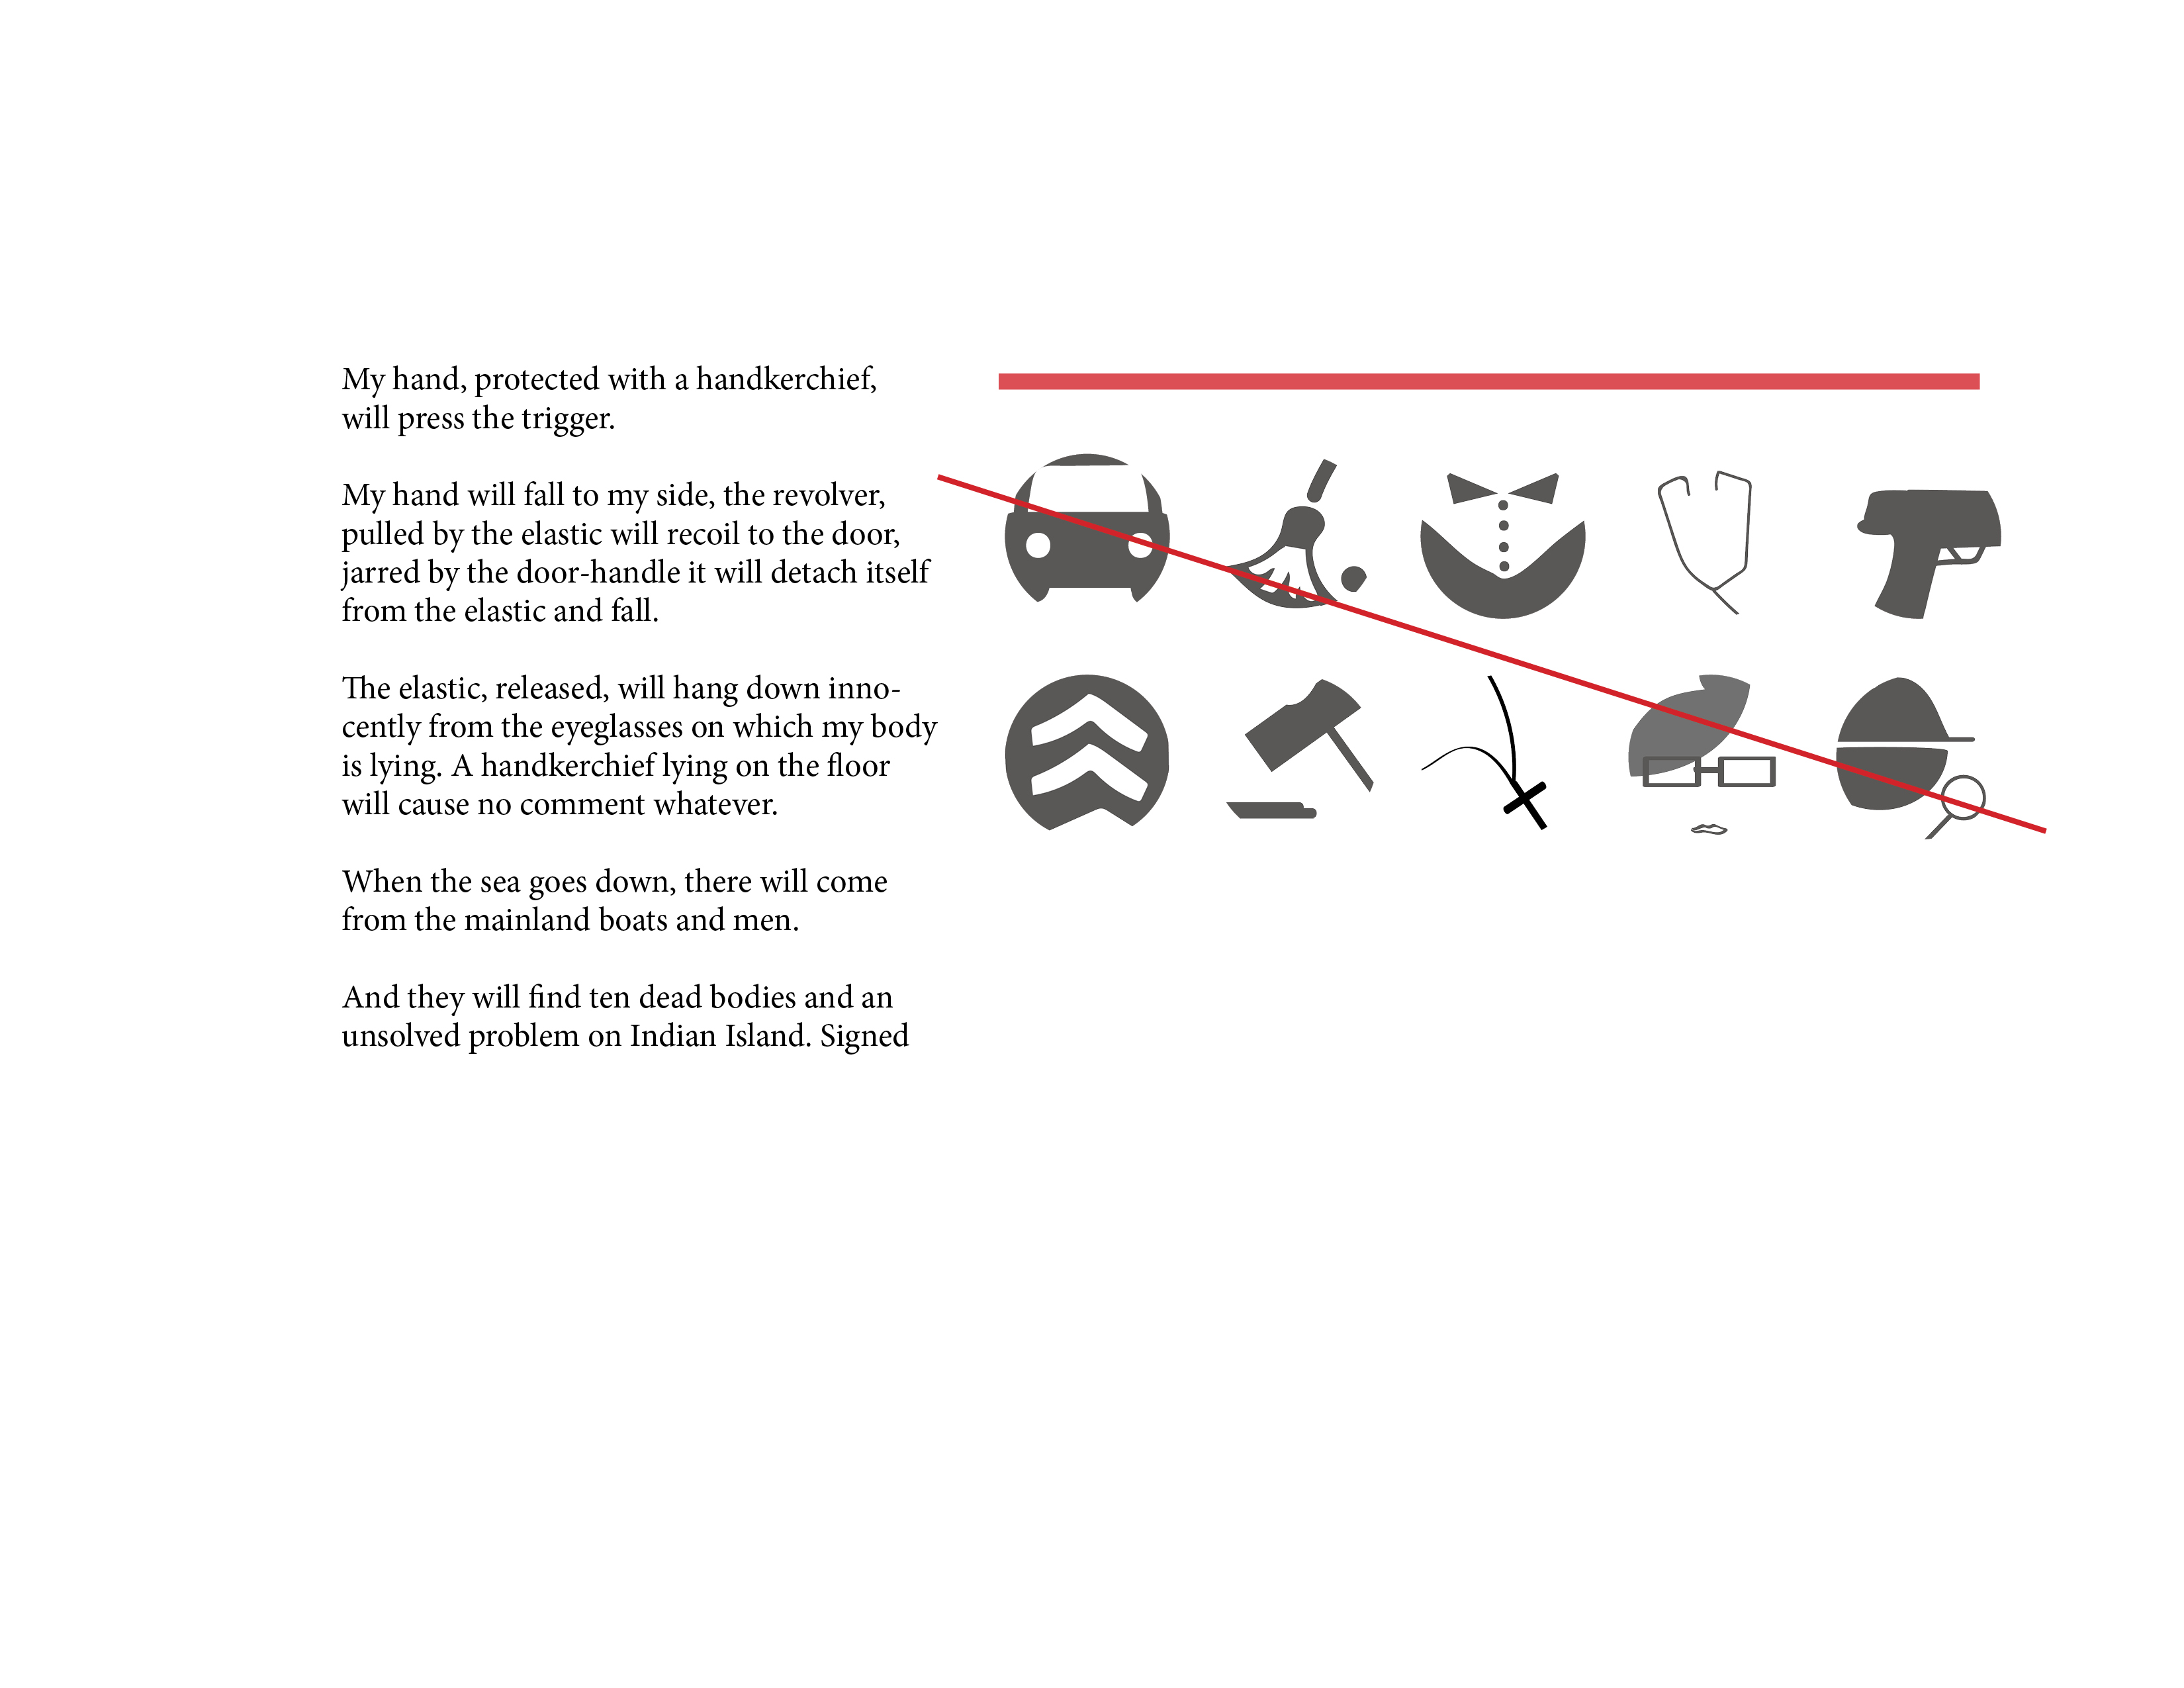 My hand, protected with a handkerchief,
will press the trigger.
My hand will fall to my side, the revolver,
pulled by the elastic will recoil to the door,
jarred by the door-handle it will detach itself
from the elastic and fall.
The elastic, released, will hang down inno-
cently from the eyeglasses on which my body
is lying. A handkerchief lying on the floor
will cause no comment whatever.
When the sea goes down, there will come
from the mainland boats and men.
And they will find ten dead bodies and an
unsolved problem on Indian Island. Signed